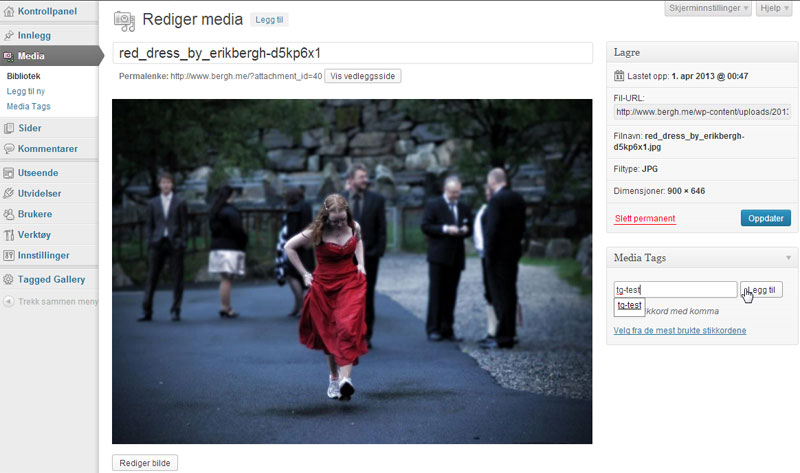 Kontrollpanel
Innlegg
Media
Bibliotek
Legg til ny
Media Tags
Sider
Kommentarer
Utseende
Utvidelser
Brukere
Verktøy
Innstillinger
Tagged Gallery
Trekk sammen meny
Skjerminnstillinger
Hjelp
Rediger media Legg til
red_dress_by_erikbergh-d5kp6x1
Permalenke: http://www.bergh.me/?attachment_id=40 Vis vedleggsside
Rediger bilde
Lagre
Lastet opp: 1. apr 2013 @ 00:47
Fil-URL:
http://www.bergh.me/wp-content/uploads/201
Filnavn: red_dress_by_erikbergh-
d5kp6x1.jpg
Filtype: JPG
Dimensjoner: 900 × 646
Slett permanent Oppdater
Media Tags
tg-test Legg til
tg-test
ikkord med komma
Velg fra de mest brukte stikkordene